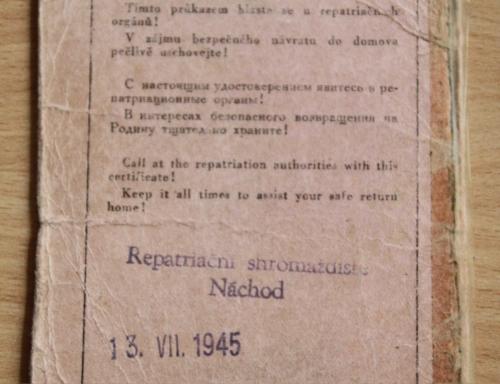 Tímto průkazem hlaste se u repatriačních
orgánů!
V zájmu bezpečného návratu do domova
pečlivě uschovejte!
С настоящим удостоверением явитесь в ре-
патриационные органы!
В интересах безопасного возвращения на
Родину тщательно храните!
Call at the repatriation authorities with this
certificate!
Keep it all times to assist your safe return
home!
Repatriační shromaždiště
Náchod
13. VII. 1945